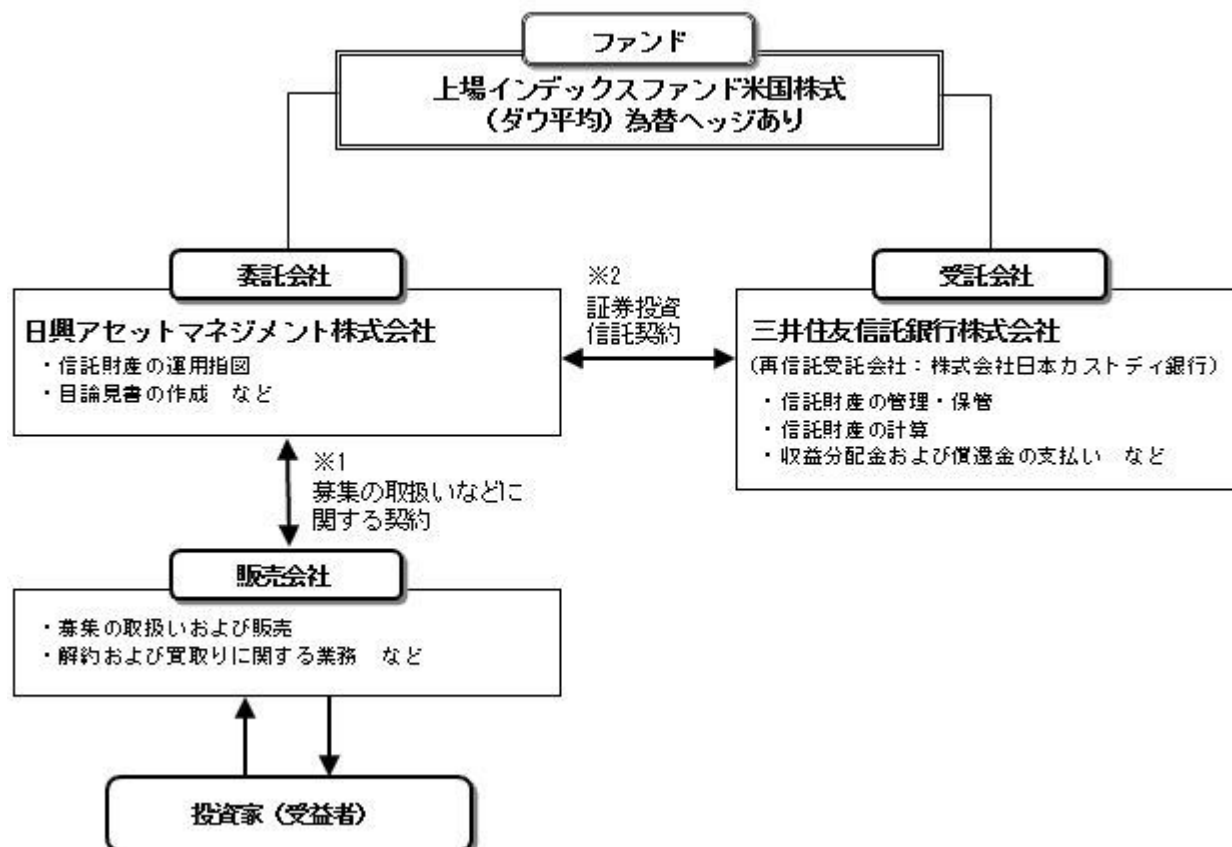 ファンド
上場インデックスファンド米国株式
（ダウ平均）為替ヘッジあり
委託会社
日興アセットマネジメント株式会社
・信託財産の運用指図
・目論見書の作成　など
※2
証券投資
信託契約
受託会社
三井住友信託銀行株式会社
(再信託受託会社：株式会社日本カストディ銀行)
・信託財産の管理・保管
・信託財産の計算
・収益分配金および償還金の支払い　など
※1
募集の取扱いなどに
関する契約
販売会社
・募集の取扱いおよび販売
・解約および買取りに関する業務　など
投資家（受益者）